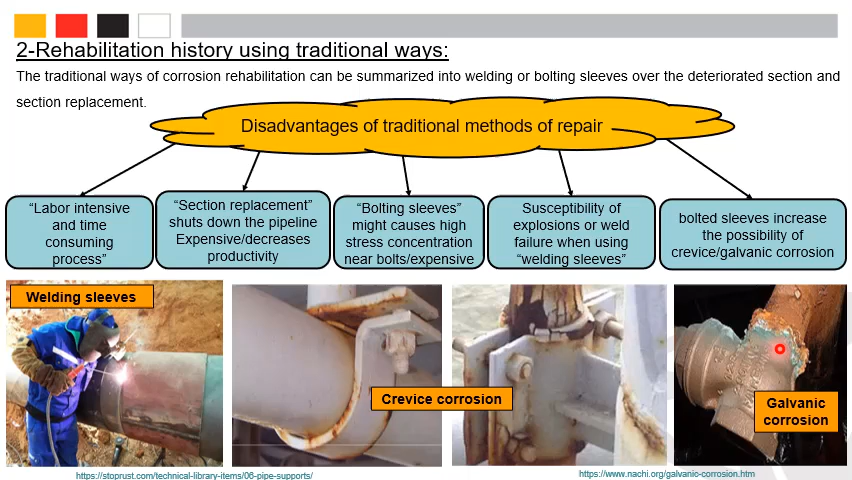 2-Rehabilitation history using traditional ways:
The traditional ways of corrosion rehabilitation can be summarized into welding or bolting sleeves over the deteriorated section and
section replacement.
Disadvantages of traditional methods of repair
“Labor intensive
and time
consuming
process”
“Section replacement”
shuts down the pipeline
Expensive/decreases
productivity
“Bolting sleeves”
might causes high
stress concentration
near bolts/expensive
Susceptibility of
explosions or weld
failure when using
“welding sleeves”
bolted sleeves increase
the possibility of
crevice/galvanic corrosion
Welding sleeves
Crevice corrosion
Galvanic
corrosion
https://stoprust.com/technical-library-items/06-pipe-supports/
https://www.nachi.org/galvanic-corrosion.htm